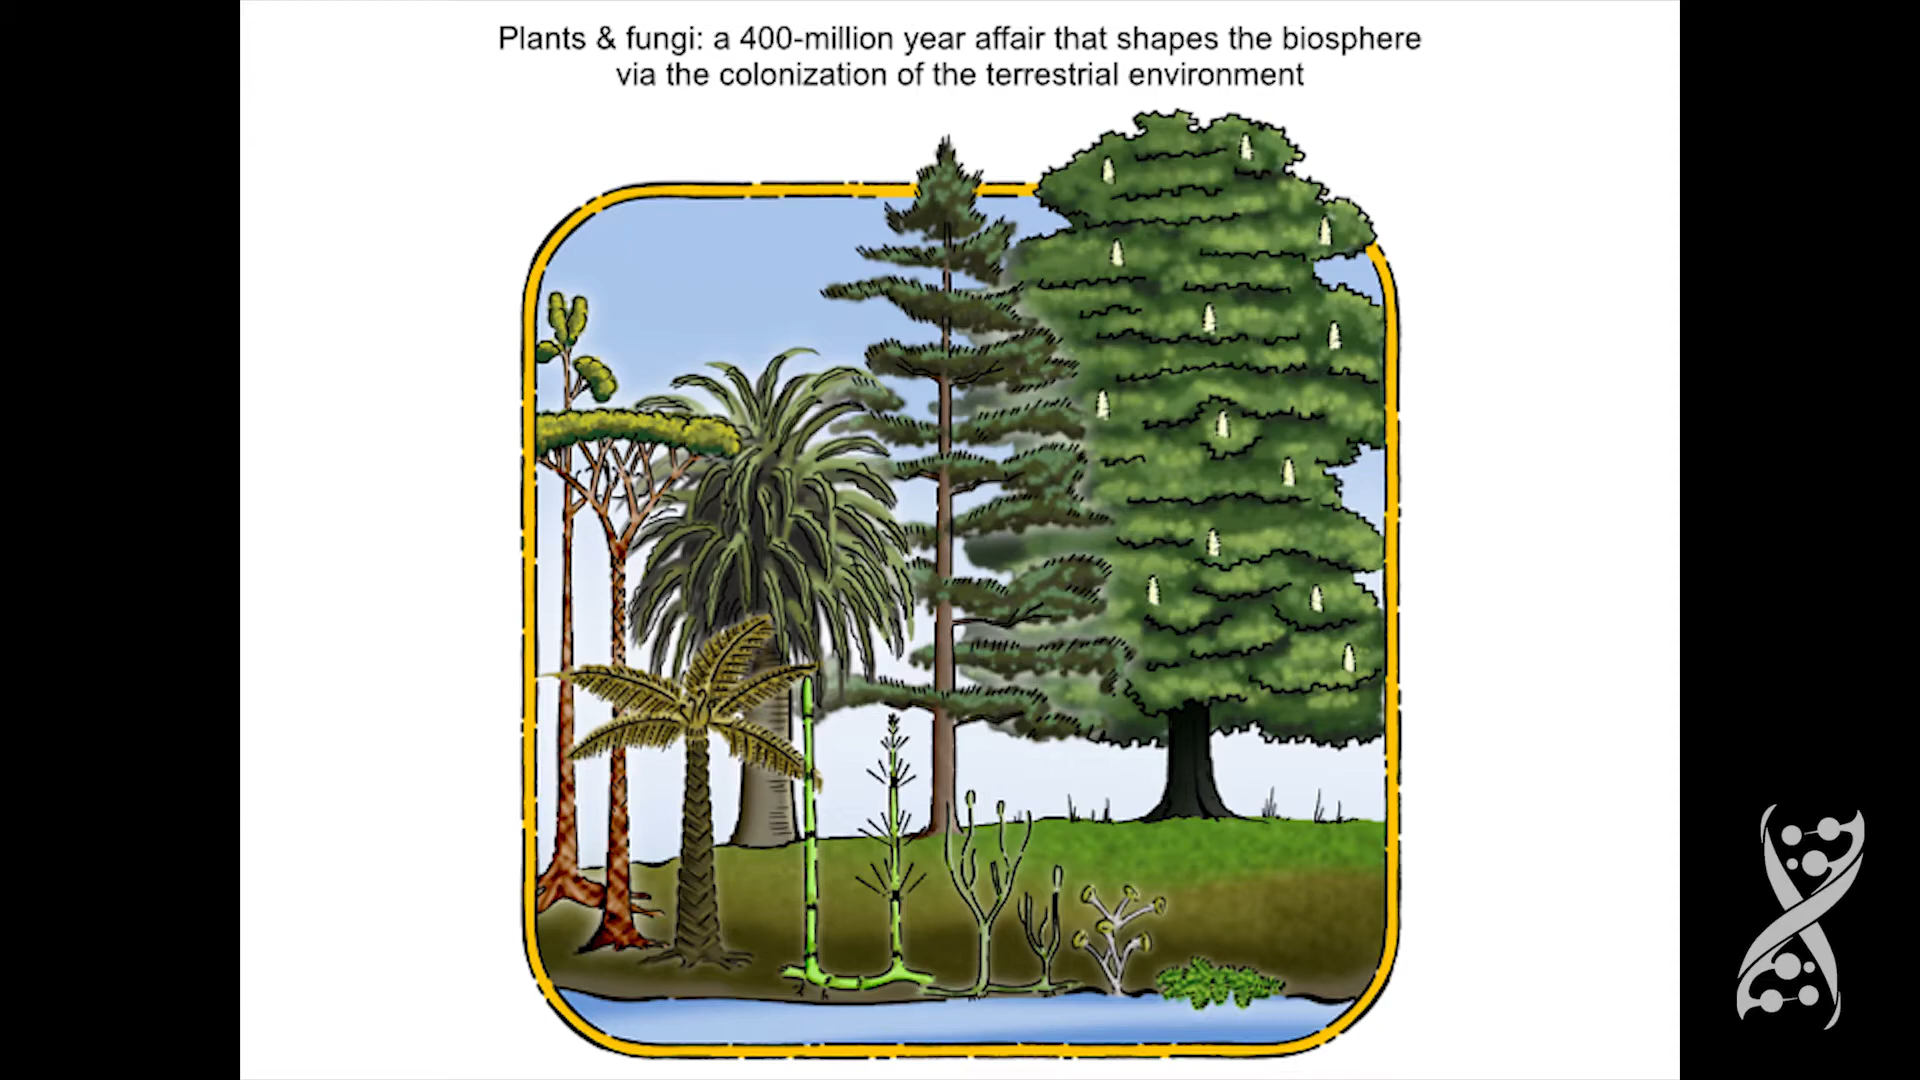 Plants & fungi: a 400-million year affair that shapes the biosphere
via the colonization of the terrestrial environment